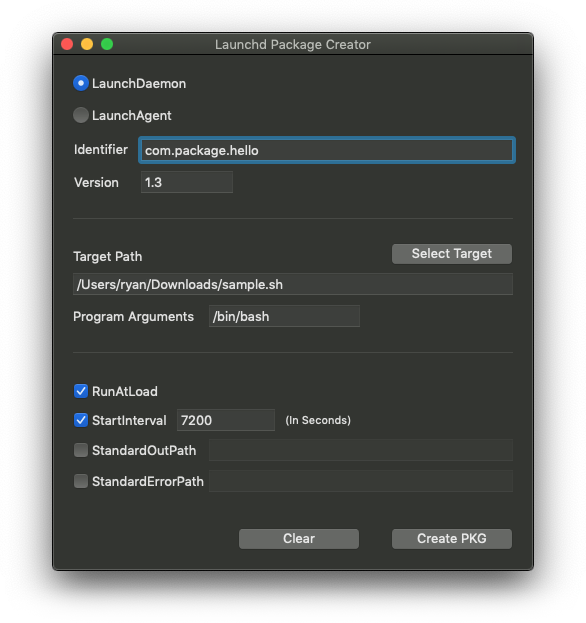 Launchd Package Creator
LaunchDaemon
LaunchAgent
Identifier com.package.hello
Version 1.3
Target Path Select Target
/Users/ryan/Downloads/sample.sh
Program Arguments /bin/bash
RunAtLoad
StartInterval 7200 (In Seconds)
StandardOutPath
StandardErrorPath
Clear Create PKG